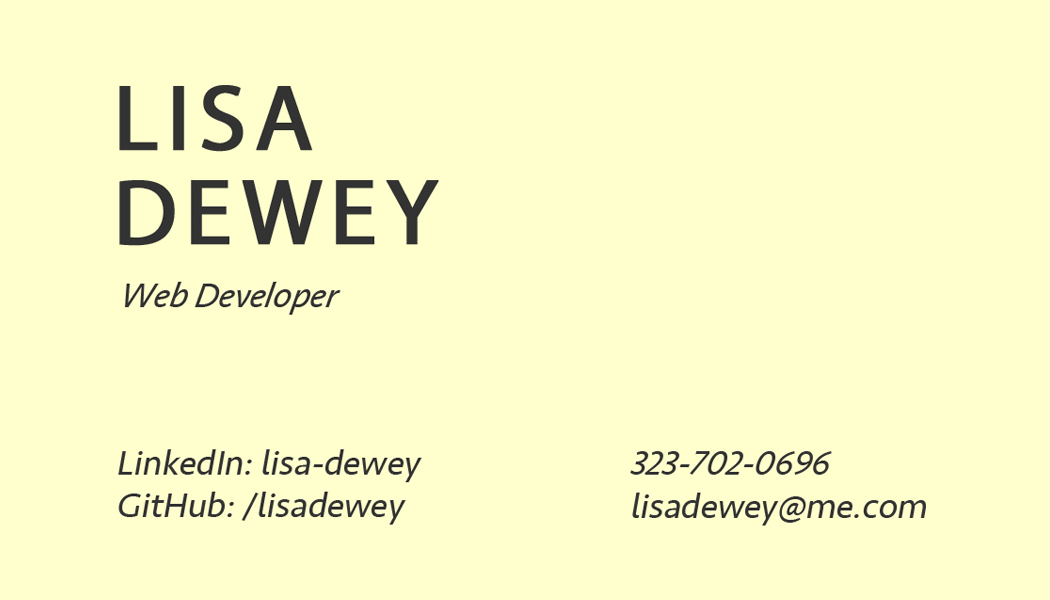 LISA
DEWEY
Web Developer
LinkedIn: lisa-dewey
GitHub: /lisadewey
323-702-0696
lisadewey@me.com